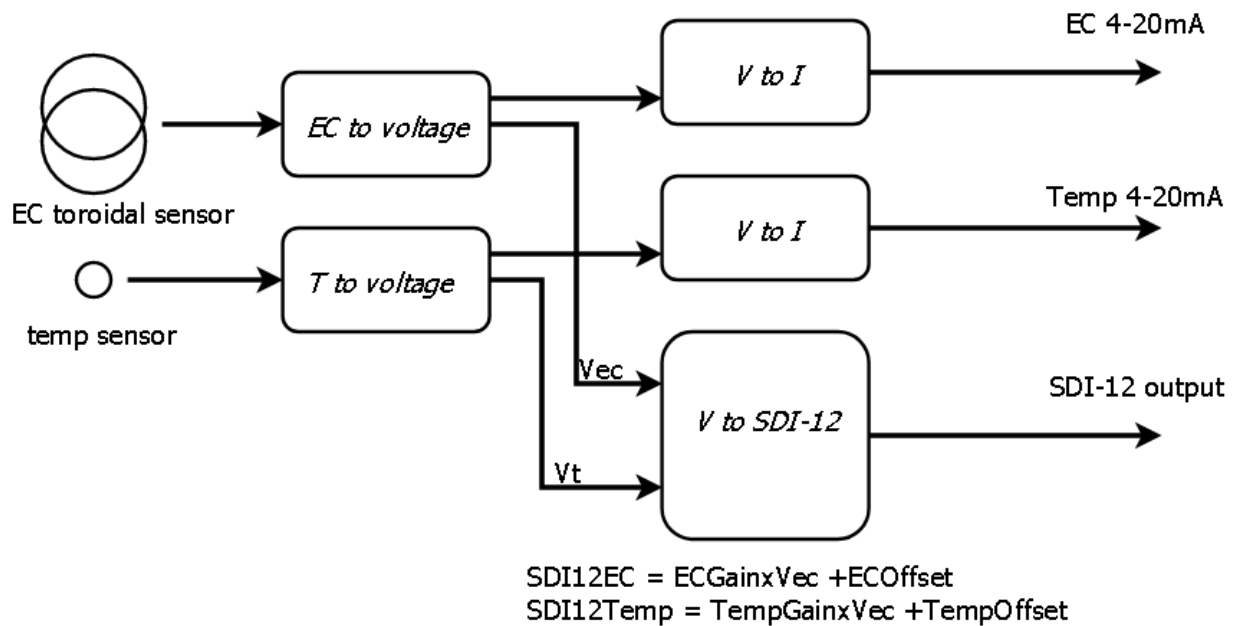 EC 4-20mA
V to I
EC to voltage
EC toroidal sensor
Temp 4-20mA
V to I
T to voltage
temp sensor
Vec
SDI-12 output
V to SDI-12
Vt
SDI12EC = ECGainxVec +ECOffset
SDI12Temp = TempGainxVec +TempOffset